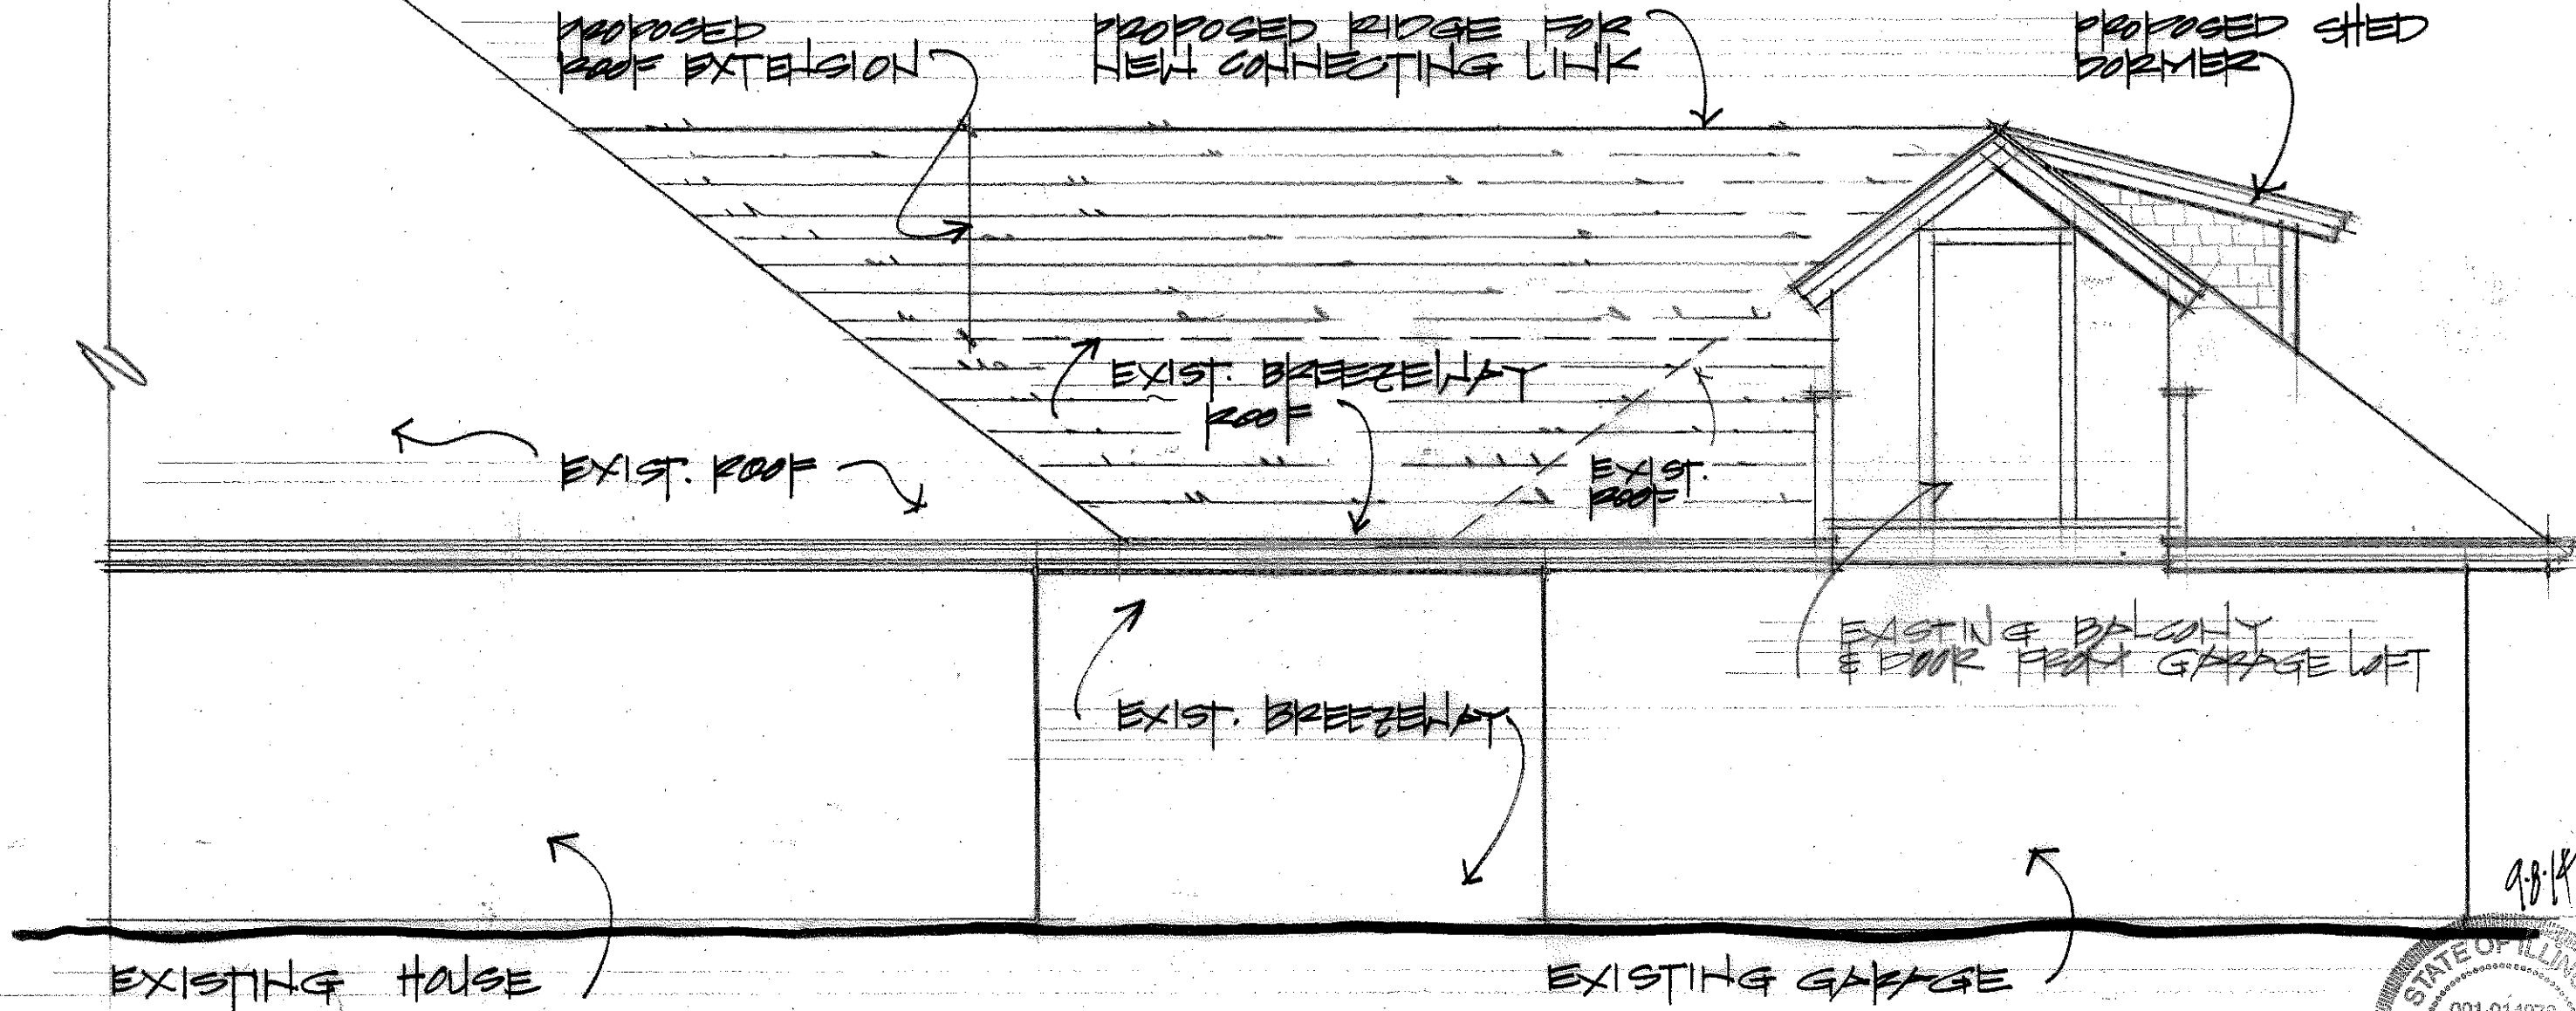 PROPOSED
ROOF EXTENSION
PROPOSED RIDGE FOR
NEW CONNECTING LINK
PROPOSED SHED
DORMER
EXIST. BREEZEWAY
ROOF
EXIST. ROOF
EXIST.
ROOF
EXISTING BALCONY
& DOOR FROM GARAGE LOFT
EXIST. BREEZEWAY
9.8.14
EXISTING HOUSE
EXISTING GARAGE
STATE OF